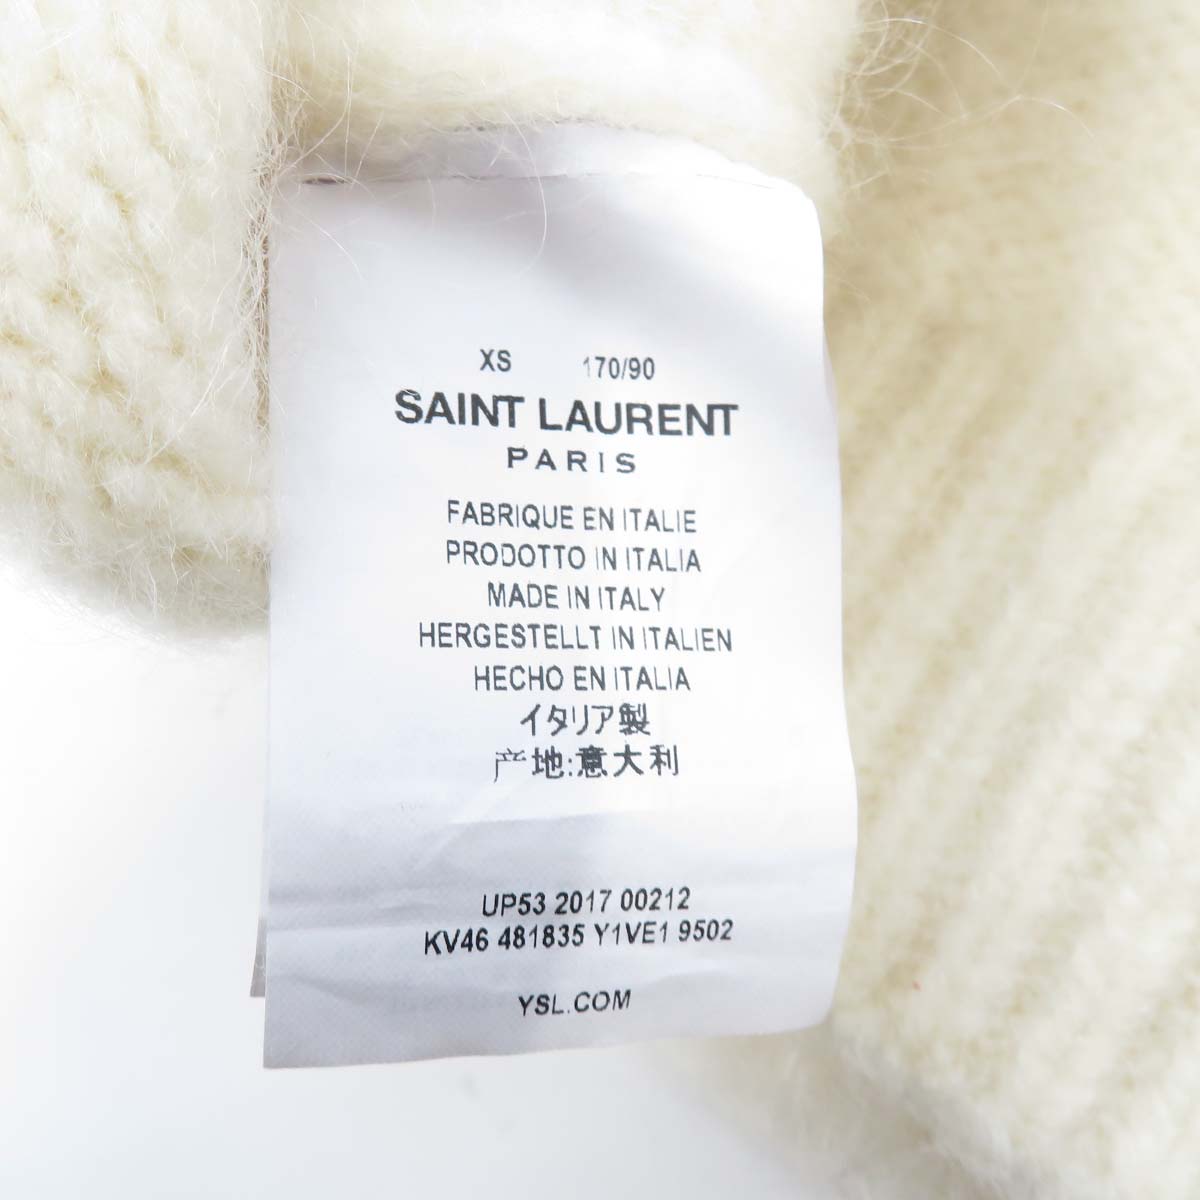 XS 170/90
SAINT LAURENT
PARIS
FABRIQUE EN ITALIE
PRODOTTO IN ITALIA
MADE IN ITALY
HERGESTELLT IN ITALIEN
HECHO EN ITALIA
イタリア製
产地:意大利
UP53 2017 00212
KV46 481835 Y1VE1 9502
YSL.COM